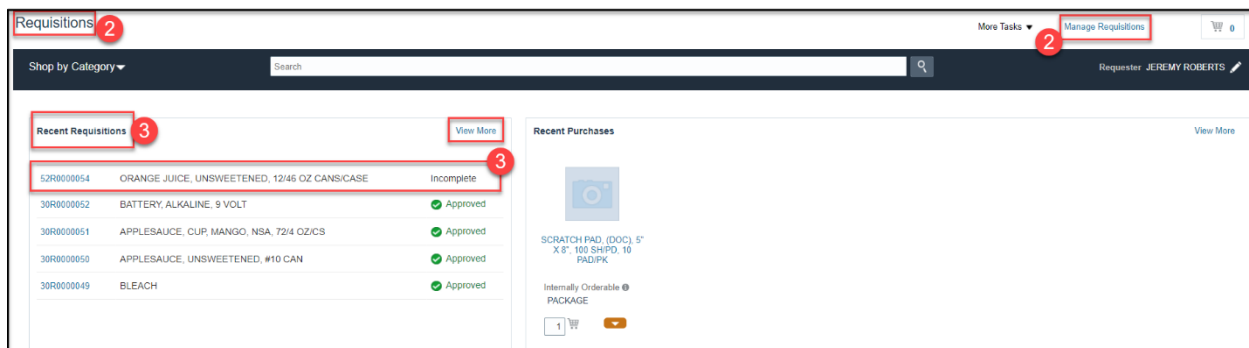 Requisitions 2
More Tasks ▼ 2 Manage Requisitions 0
Shop by Category▼ Search Requester JEREMY ROBERTS
Recent Requisitions 3 View More
3
52R0000054 ORANGE JUICE, UNSWEETENED, 12/46 OZ CANS/CASE Incomplete
30R0000052 BATTERY, ALKALINE, 9 VOLT Approved
30R0000051 APPLESAUCE, CUP, MANGO, NSA, 72/4 OZ/CS Approved
30R0000050 APPLESAUCE, UNSWEETENED, #10 CAN Approved
30R0000049 BLEACH Approved
Recent Purchases View More
SCRATCH PAD, (DOC), 5"
X 8", 100 SH/PD, 10
PAD/PK
Internally Orderable
PACKAGE
1